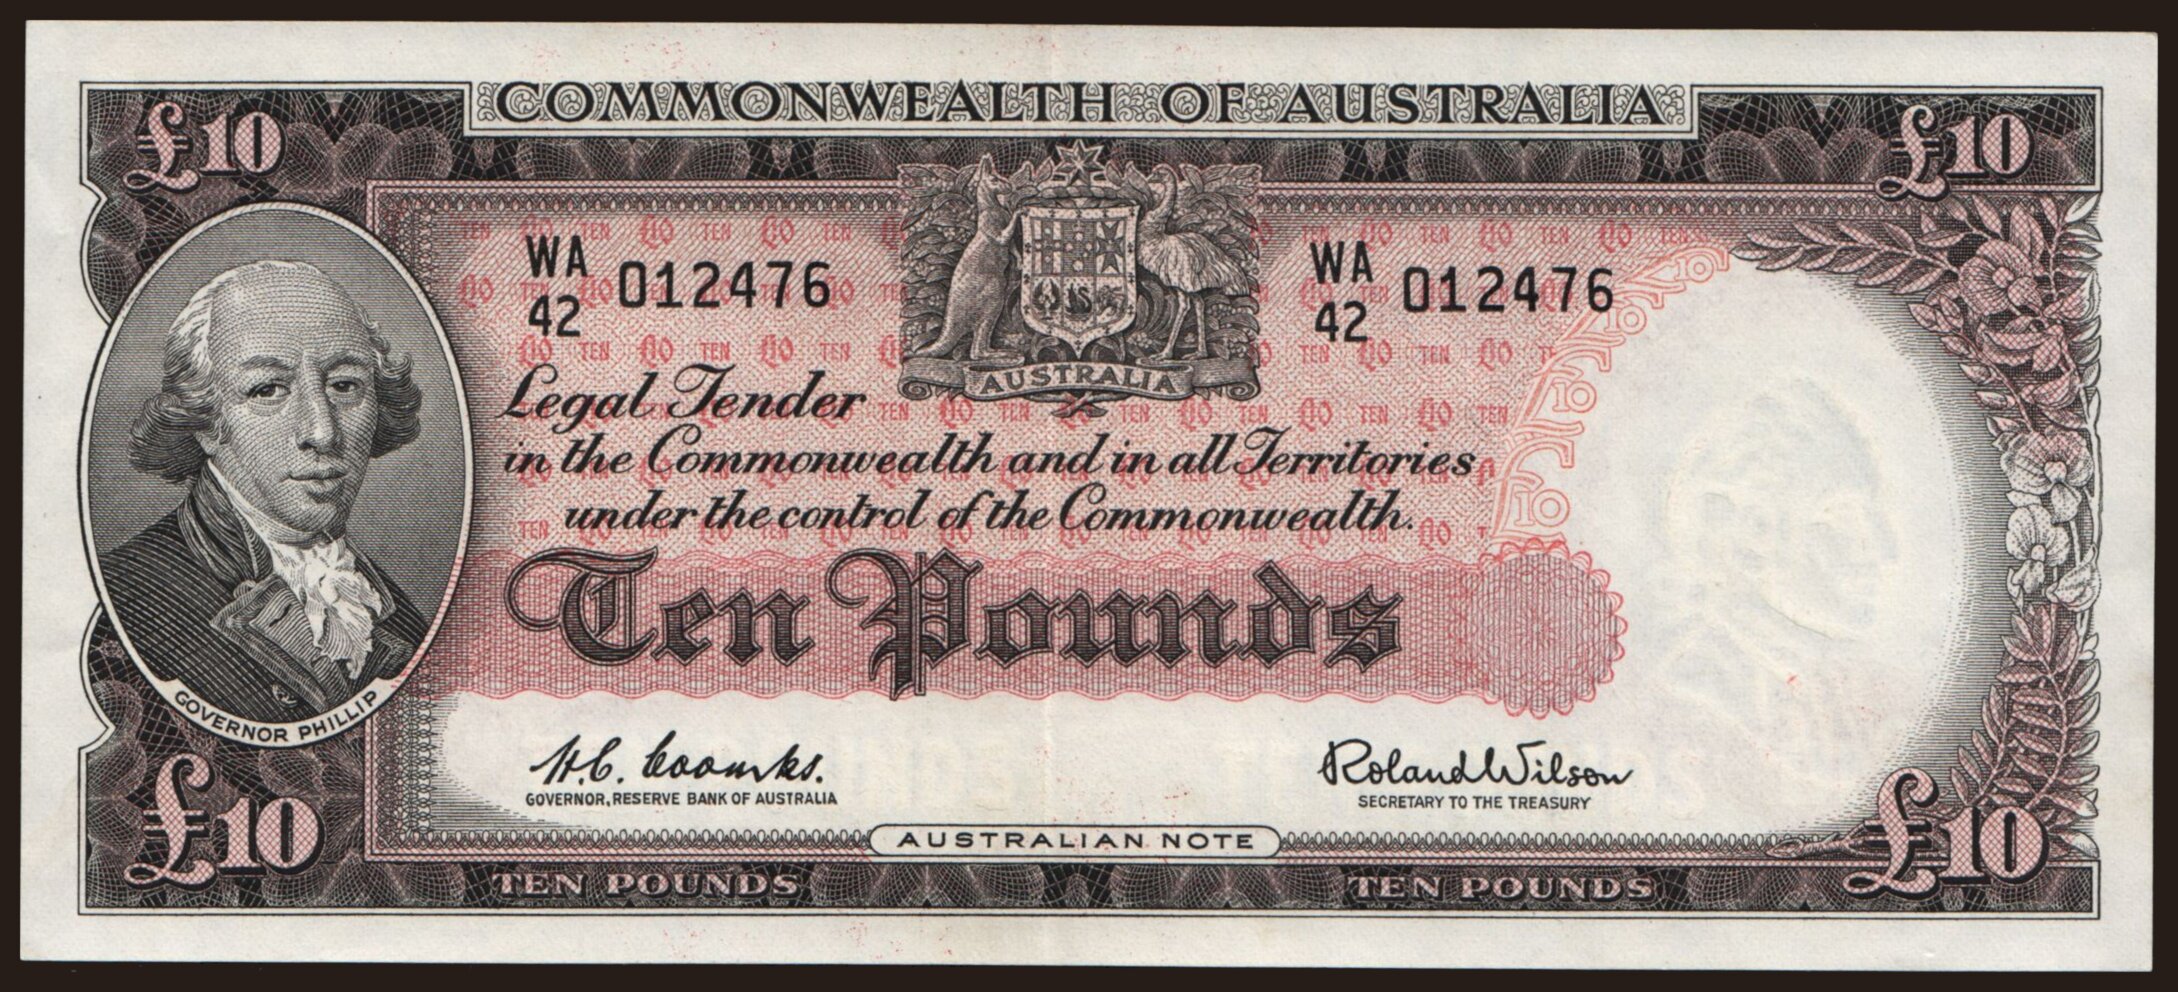 COMMONWEALTH OF AUSTRALIA
£10 £10
WA 42 012476 WA 42 012476
AUSTRALIA
Legal Tender
in the Commonwealth and in all Territories
under the control of the Commonwealth.
Ten Pounds
GOVERNOR PHILLIP
H.C. Coombs. Roland Wilson
GOVERNOR, RESERVE BANK OF AUSTRALIA SECRETARY TO THE TREASURY
£10 AUSTRALIAN NOTE £10
TEN POUNDS TEN POUNDS